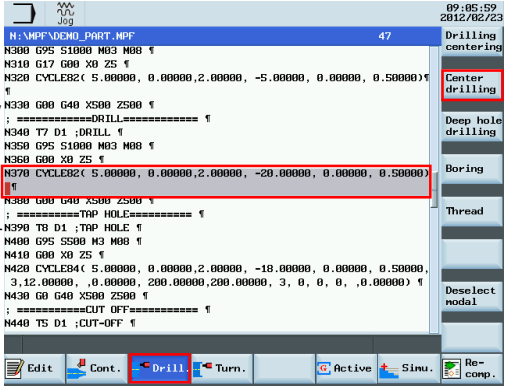 Jog
09:05:59
2012/02/23
N:\MPF\DEMO_PART.MPF 47
N300 G95 S1000 M03 M08 ¶
N310 G17 G00 X0 Z5 ¶
N320 CYCLE82( 5.00000, 0.00000,2.00000, -5.00000, 0.00000, 0.50000)¶
¶
N330 G00 G40 X500 Z500 ¶
; ============DRILL============ ¶
N340 T7 D1 ;DRILL ¶
N350 G95 S1000 M03 M08 ¶
N360 G00 X0 Z5 ¶
N370 CYCLE82( 5.00000, 0.00000,2.00000, -20.00000, 0.00000, 0.50000)
¶
N380 G00 G40 X500 Z500 ¶
; ==========TAP HOLE========== ¶
N390 T8 D1 ;TAP HOLE ¶
N400 G95 S500 M3 M08 ¶
N410 G00 X0 Z5 ¶
N420 CYCLE84( 5.00000, 0.00000,2.00000, -18.00000, 0.00000, 0.50000,
3,12.00000, ,0.00000, 200.00000,200.00000, 3, 0, 0, 0, ,0.00000) ¶
N430 G0 G40 X500 Z500 ¶
; ==========CUT OFF========== ¶
N440 T5 D1 ;CUT-OFF ¶
Drilling
centering
Center
drilling
Deep hole
drilling
Boring
Thread
Deselect
modal
Edit
Cont.
Drill.
Turn.
G Active
Simu.
Re-
comp.